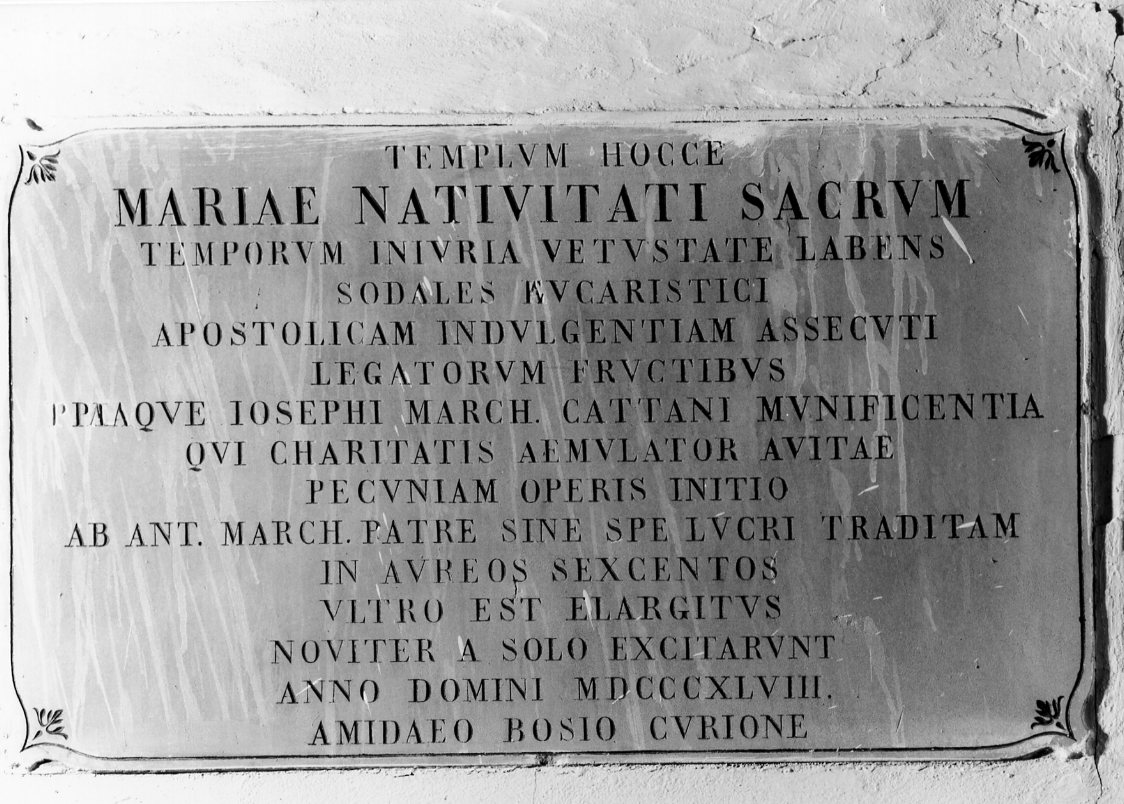 TEMPLVM HOCCE
MARIAE NATIVITATI SACRVM
TEMPORVM INIVRIA VETVSTATE LABENS
SODALES EVCARISTICI
APOSTOLICAM INDVLGENTIAM ASSECVTI
LEGATORVM FRVCTIBVS
IOSEPHI MARCH. CATTANI MVNIFICENTIA
QVI CHARITATIS AEMVLATOR AVITAE
PECVNIAM OPERIS INITIO
AB ANT. MARCH. PATRE SINE SPE LVCRI TRADITAM
IN AVREOS SEXCENTOS
VLTRO EST ELARGITVS
NOVITER A SOLO EXCITARVNT
ANNO DOMINI MDCCCXLVIII.
AMIDAEO BOSIO CVRIONE